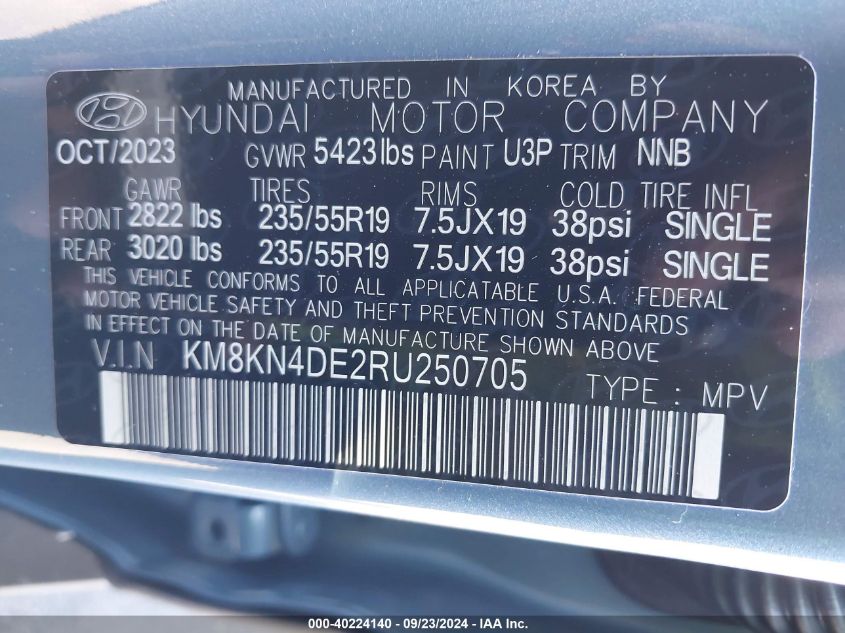 MANUFACTURED IN KOREA BY
HYUNDAI MOTOR COMPANY
OCT/2023 GVWR 5423lbs PAINT U3P TRIM NNB
GAWR TIRES RIMS COLD TIRE INFL
FRONT 2822 lbs 235/55R19 7.5JX19 38psi SINGLE
REAR 3020 lbs 235/55R19 7.5JX19 38psi SINGLE
THIS VEHICLE CONFORMS TO ALL APPLICATABLE U.S.A. FEDERAL
MOTOR VEHICLE SAFETY AND THEFT PREVENTION STANDARDS
IN EFFECT ON THE DATE OF MANUFACTURE SHOWN ABOVE
V.I.N KM8KN4DE2RU250705
TYPE : MPV
000-40224140 - 09/23/2024 - IAA Inc.